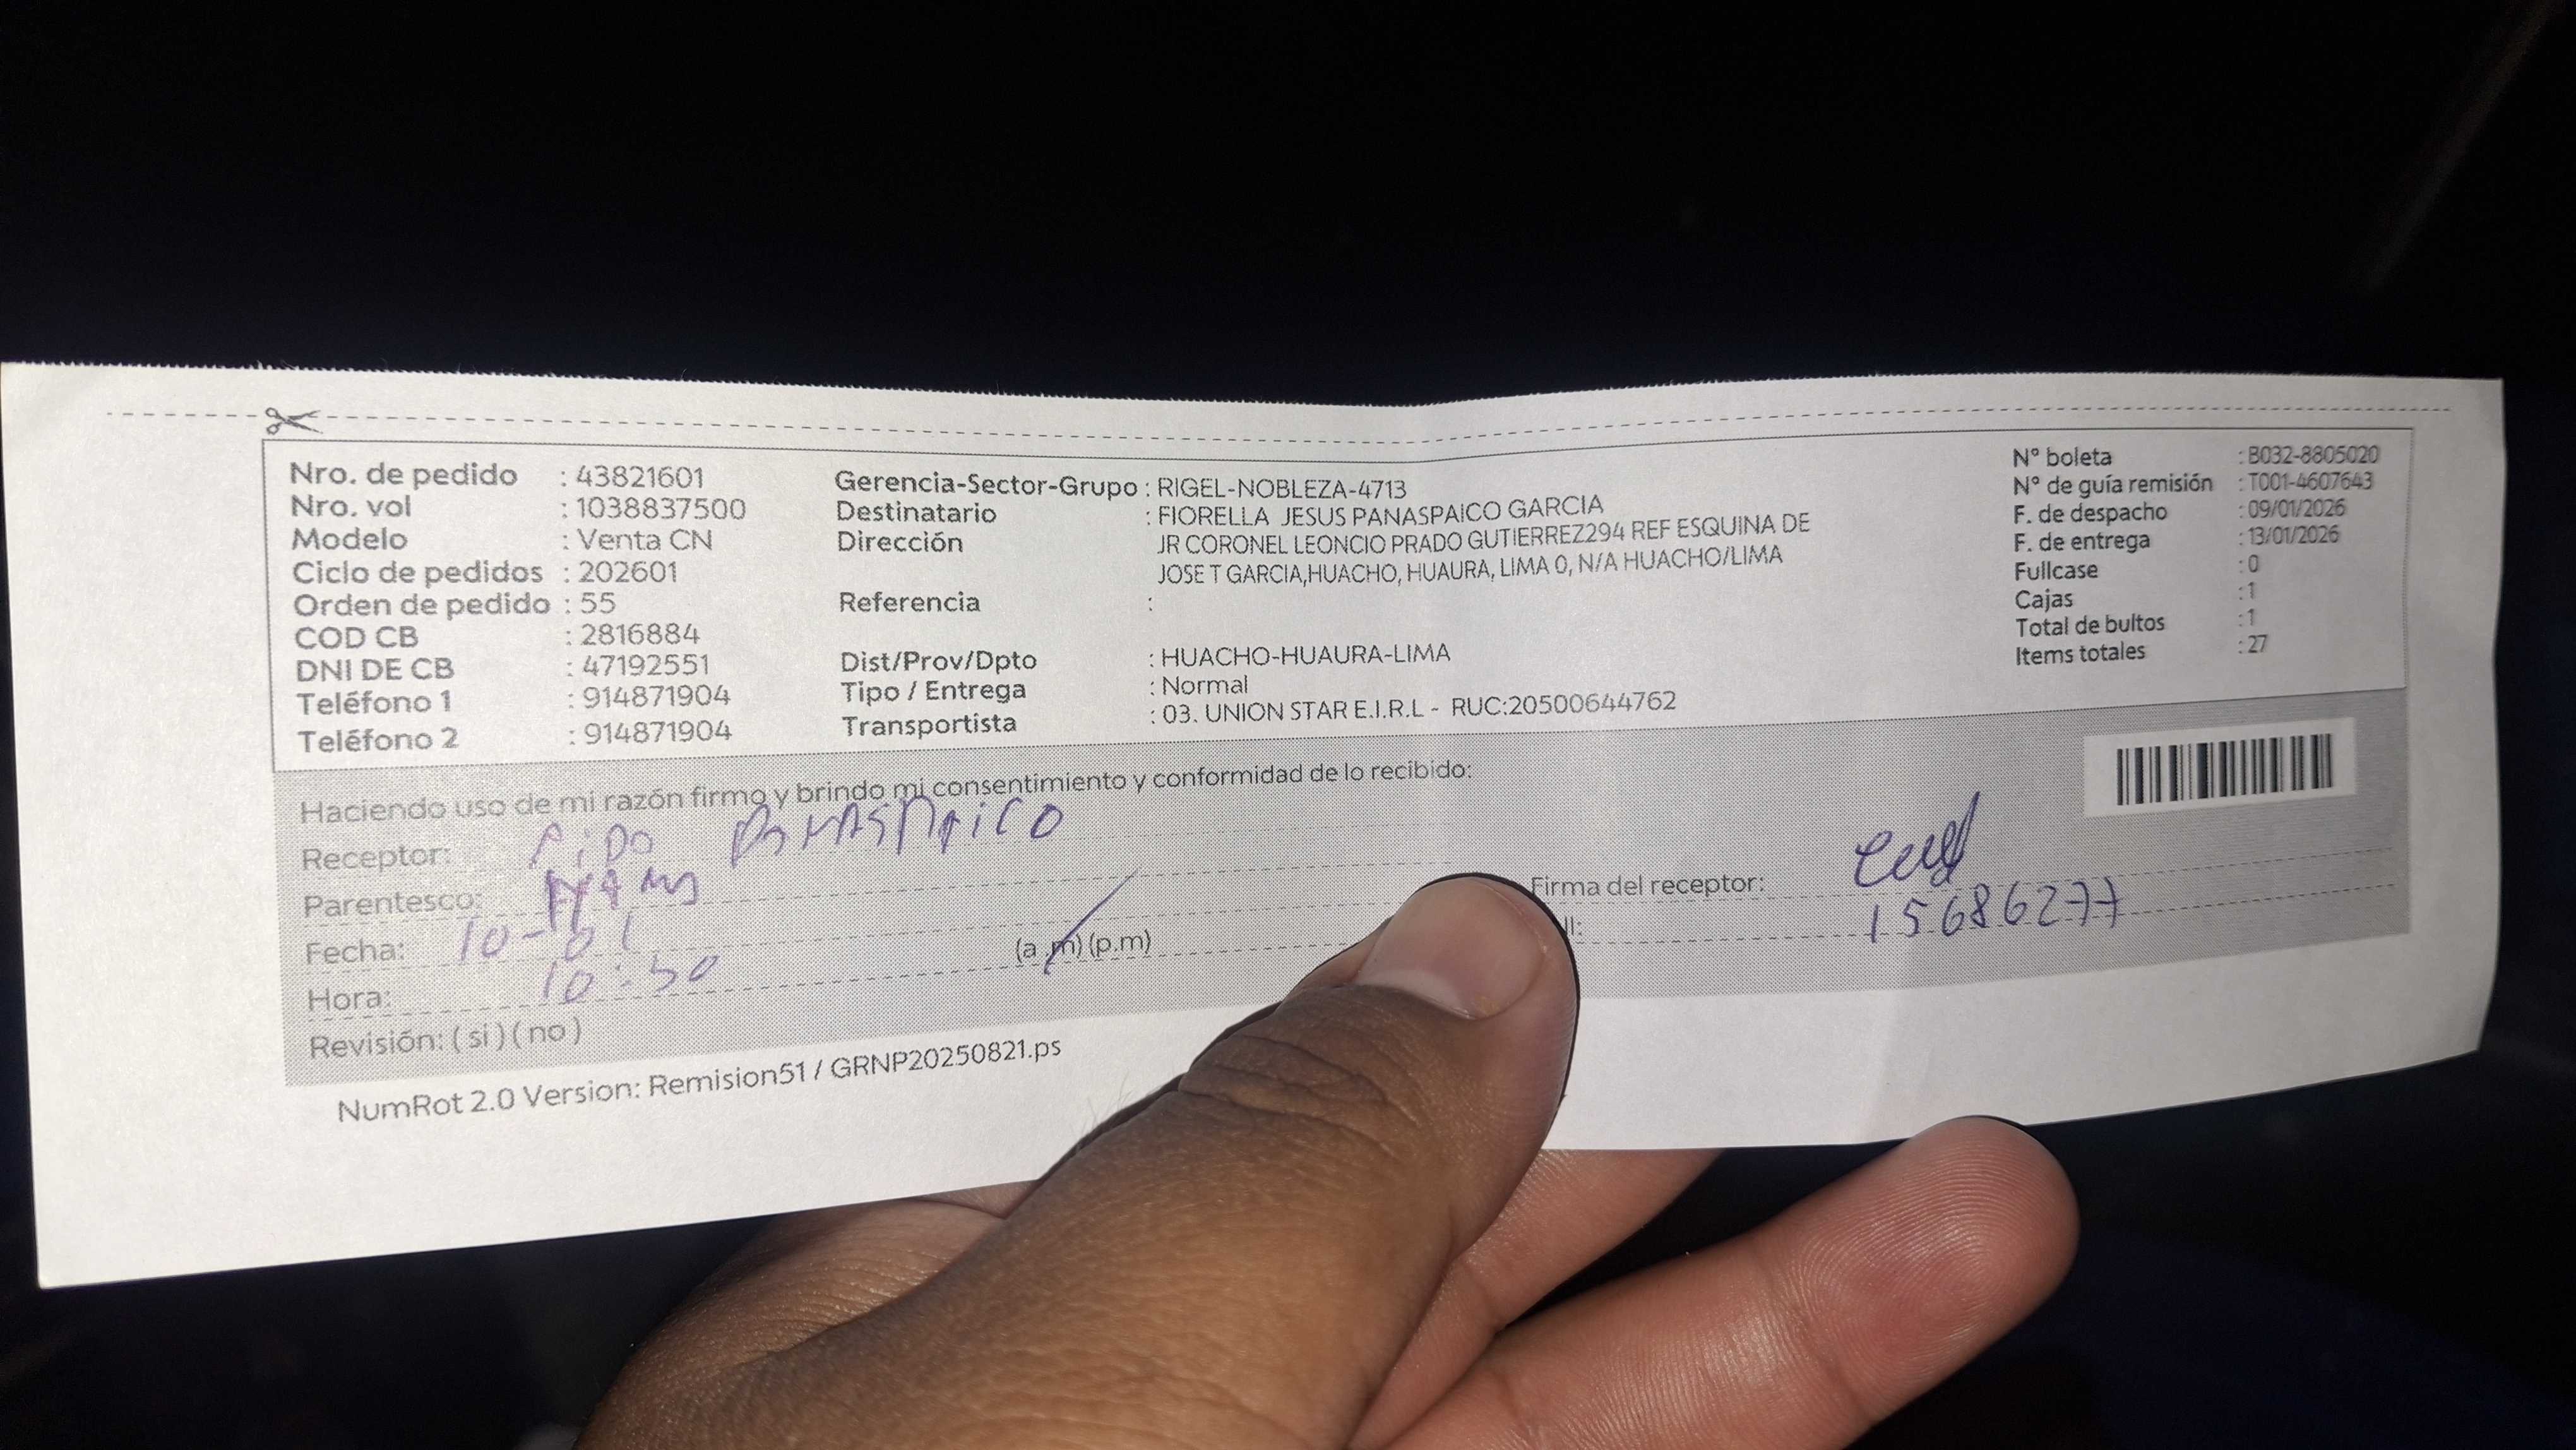 Nro. de pedido : 43821601
Nro. vol : 1038837500
Modelo : Venta CN
Ciclo de pedidos : 202601
Orden de pedido : 55
COD CB : 2816884
DNI DE CB : 47192551
Teléfono 1 : 914871904
Teléfono 2 : 914871904
Gerencia-Sector-Grupo : RIGEL-NOBLEZA-4713
Destinatario : FIORELLA JESUS PANASPAICO GARCIA
Dirección JR CORONEL LEONCIO PRADO GUTIERREZ294 REF ESQUINA DE
JOSE T GARCIA,HUACHO, HUAURA, LIMA 0, N/A HUACHO/LIMA
Referencia :
Dist/Prov/Dpto : HUACHO-HUAURA-LIMA
Tipo / Entrega : Normal
Transportista : 03. UNION STAR E.I.R.L - RUC:20500644762
N° boleta : B032-8805020
N° de guía remisión : T001-4607643
F. de despacho : 09/01/2026
F. de entrega : 13/01/2026
Fullcase : 0
Cajas : 1
Total de bultos : 1
Items totales : 27
Haciendo uso de mi razón firmo y brindo mi consentimiento y conformidad de lo recibido:
Receptor: PANASPAICO
Parentesco:
Fecha: 10-01
Hora: 10:50 (a.m) (p.m)
Revisión: ( si ) ( no )
Firma del receptor:
15686277
NumRot 2.0 Version: Remision51 / GRNP20250821.ps